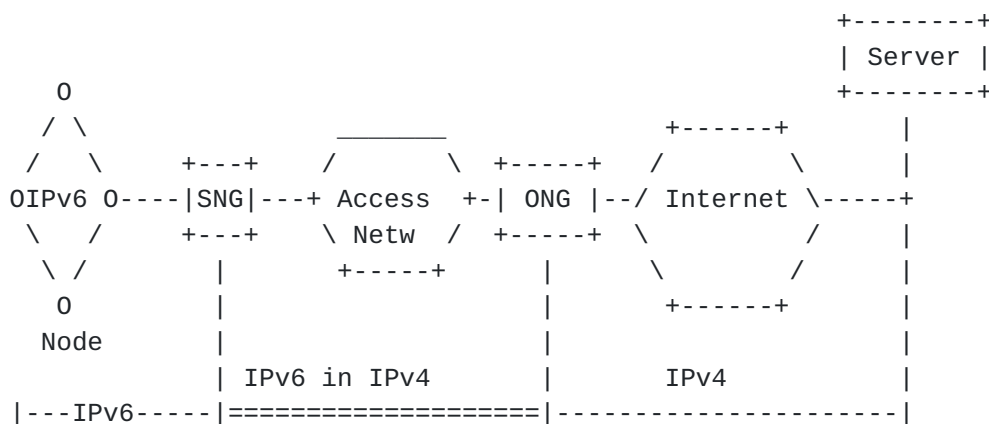 Server
OIPv6 O SNG Access ONG Internet
Netw
O
O
Node
IPv6 in IPv4 IPv4
IPv6